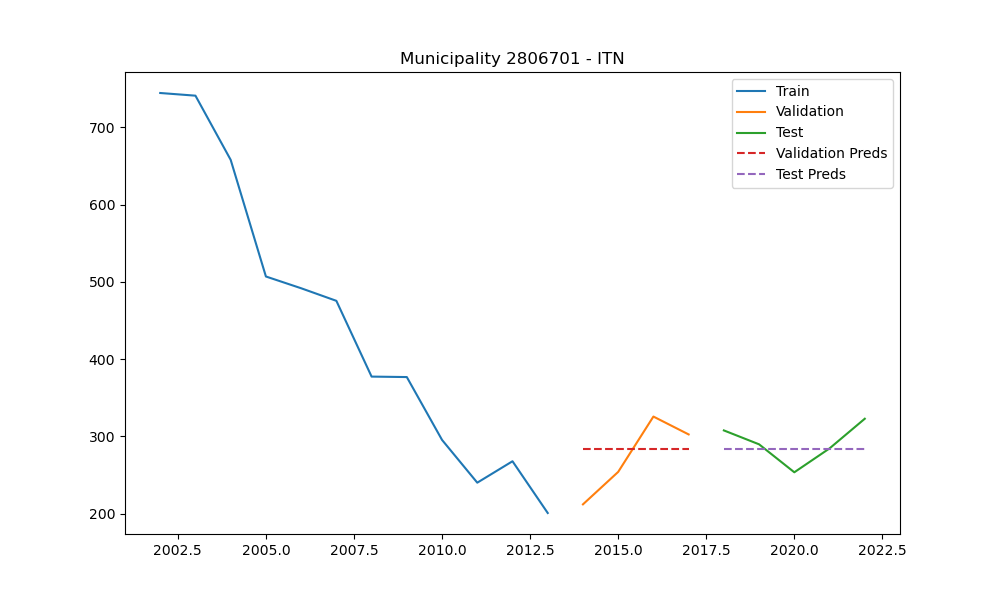 Municipality 2806701 - ITN
Train
Validation
Test
Validation Preds
Test Preds
700
600
500
400
300
200
2002.5 2005.0 2007.5 2010.0 2012.5 2015.0 2017.5 2020.0 2022.5